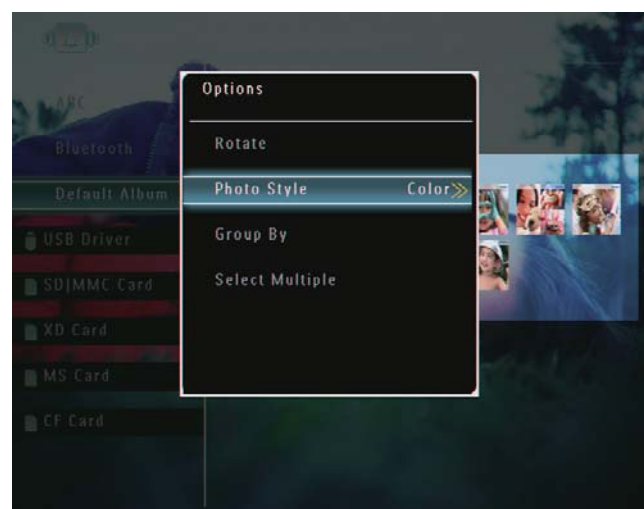 ABC
Bluetooth
Default Album
USB Driver
SD|MMC Card
XD Card
MS Card
CF Card
Options
Rotate
Photo Style Color
Group By
Select Multiple